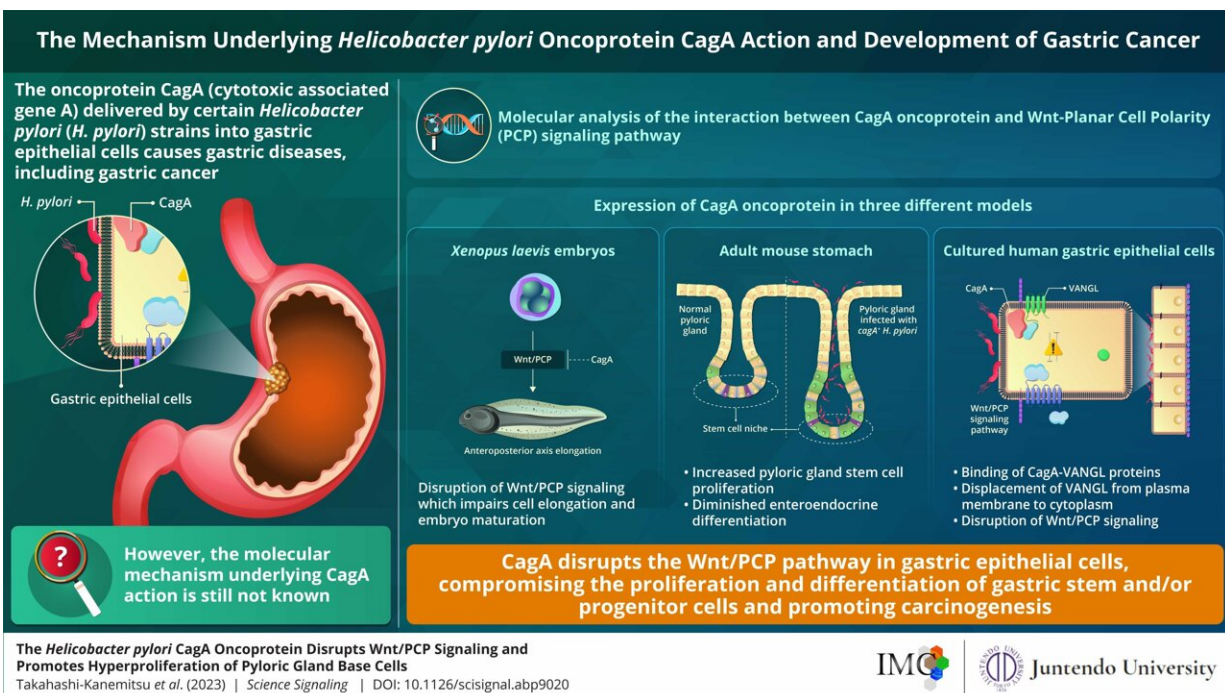 The Mechanism Underlying Helicobacter pylori Oncoprotein CagA Action and Development of Gastric Cancer
The oncoprotein CagA (cytotoxic associated
gene A) delivered by certain Helicobacter
pylori (H. pylori) strains into gastric
epithelial cells causes gastric diseases,
including gastric cancer
H. pylori
CagA
Gastric epithelial cells
?
However, the molecular
mechanism underlying CagA
action is still not known
Molecular analysis of the interaction between CagA oncoprotein and Wnt-Planar Cell Polarity
(PCP) signaling pathway
Expression of CagA oncoprotein in three different models
Xenopus laevis embryos
Wnt/PCP
CagA
Anteroposterior axis elongation
Disruption of Wnt/PCP signaling
which impairs cell elongation and
embryo maturation
Adult mouse stomach
Normal
pyloric
gland
Pyloric gland
infected with
cagA+ H. pylori
Stem cell niche
• Increased pyloric gland stem cell
proliferation
• Diminished enteroendocrine
differentiation
Cultured human gastric epithelial cells
CagA
VANGL
Wnt/PCP
signaling
pathway
• Binding of CagA-VANGL proteins
• Displacement of VANGL from plasma
membrane to cytoplasm
• Disruption of Wnt/PCP signaling
CagA disrupts the Wnt/PCP pathway in gastric epithelial cells,
compromising the proliferation and differentiation of gastric stem and/or
progenitor cells and promoting carcinogenesis
The Helicobacter pylori CagA Oncoprotein Disrupts Wnt/PCP Signaling and
Promotes Hyperproliferation of Pyloric Gland Base Cells
Takahashi-Kanemitsu et al. (2023) | Science Signaling | DOI: 10.1126/scisignal.abp9020
IMC
Juntendo University